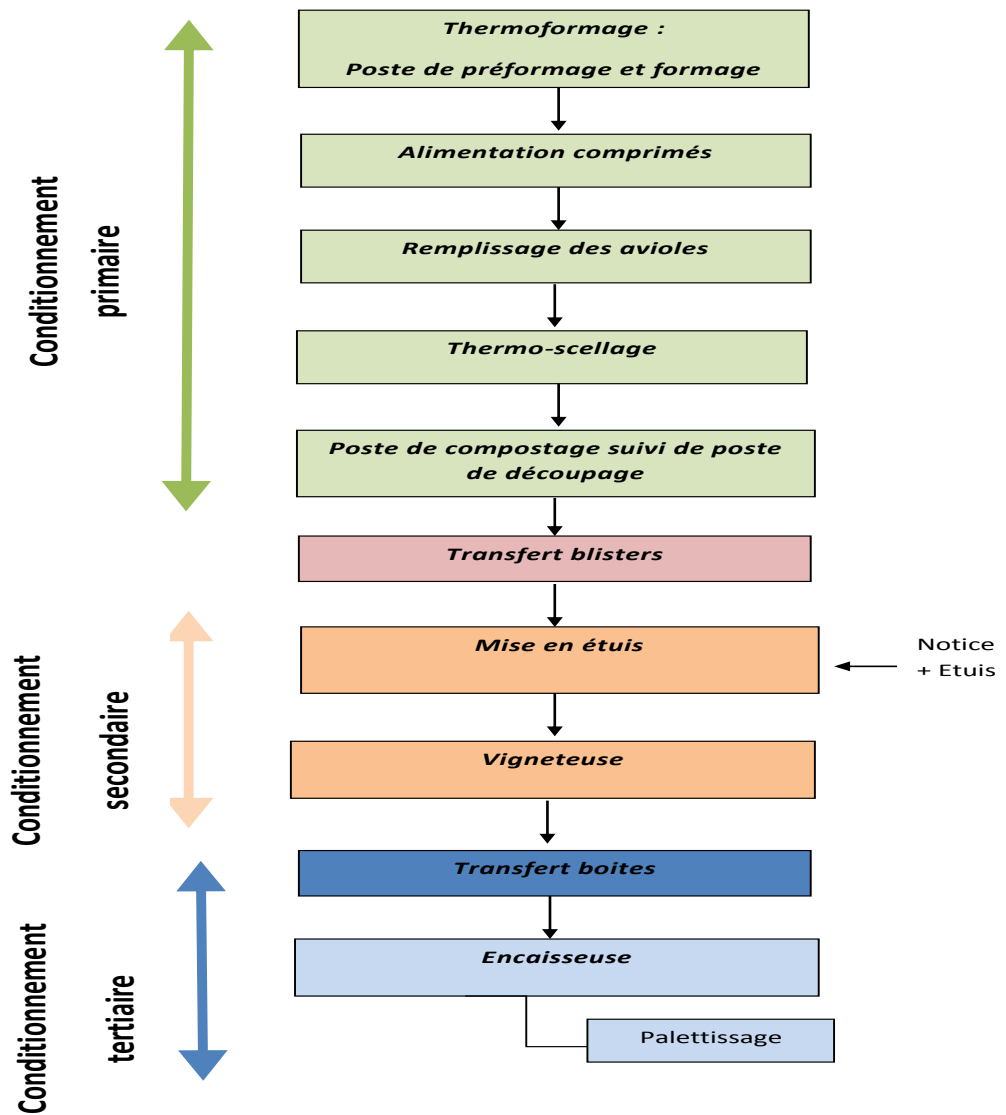 Thermoformage :
Poste de préformage et formage
Alimentation comprimés
Remplissage des avioles
Thermo-scellage
Poste de compostage suivi de poste
de découpage
Conditionnement
primaire
Transfert blisters
Mise en étuis
Notice
+ Etuis
Vigneteuse
Conditionnement
secondaire
Transfert boites
Encaisseuse
Palettissage
Conditionnement
tertiaire